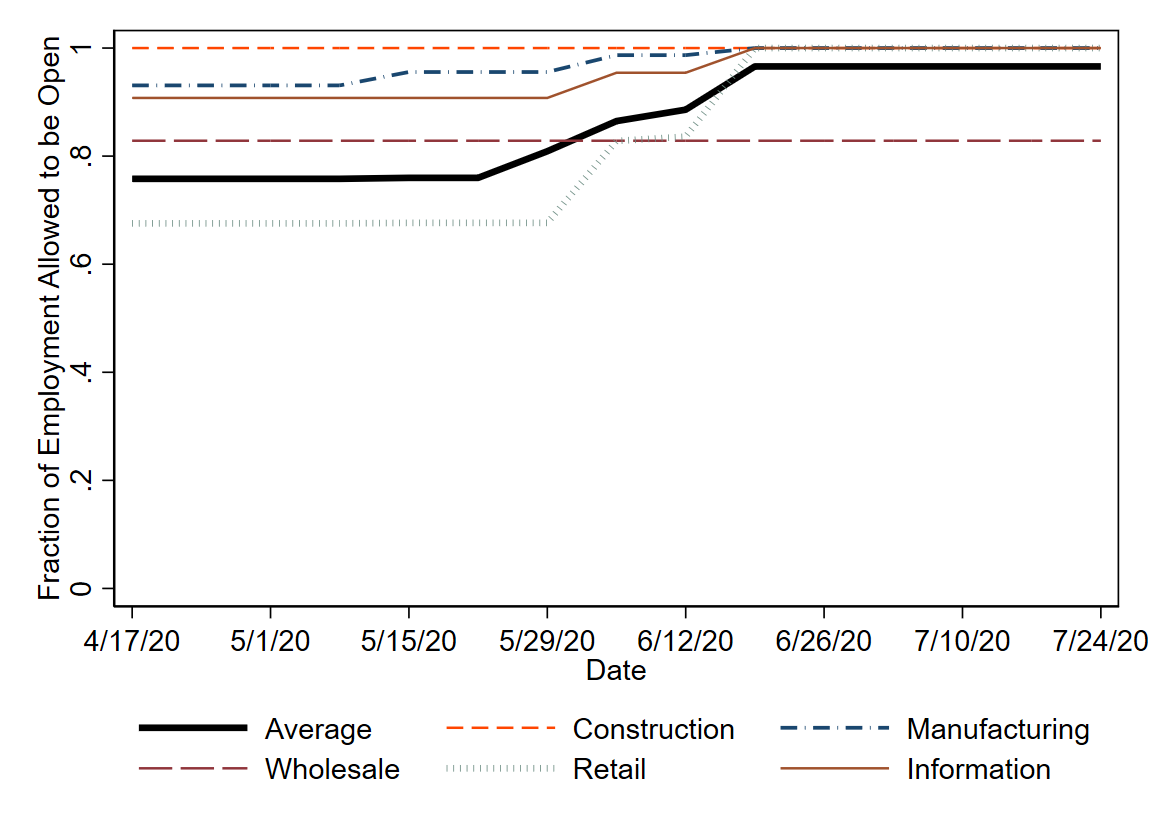 Fraction of Employment Allowed to be Open
1
.8
.6
.4
.2
0
4/17/20 5/1/20 5/15/20 5/29/20 6/12/20 6/26/20 7/10/20 7/24/20
Date
Average Construction Manufacturing
Wholesale Retail Information